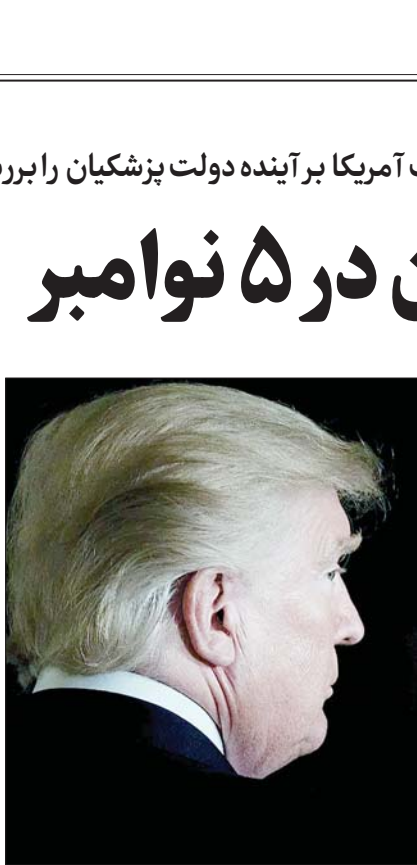 آمریکا بر آینده دولت پزشکیان را
در ۵ نوامبر